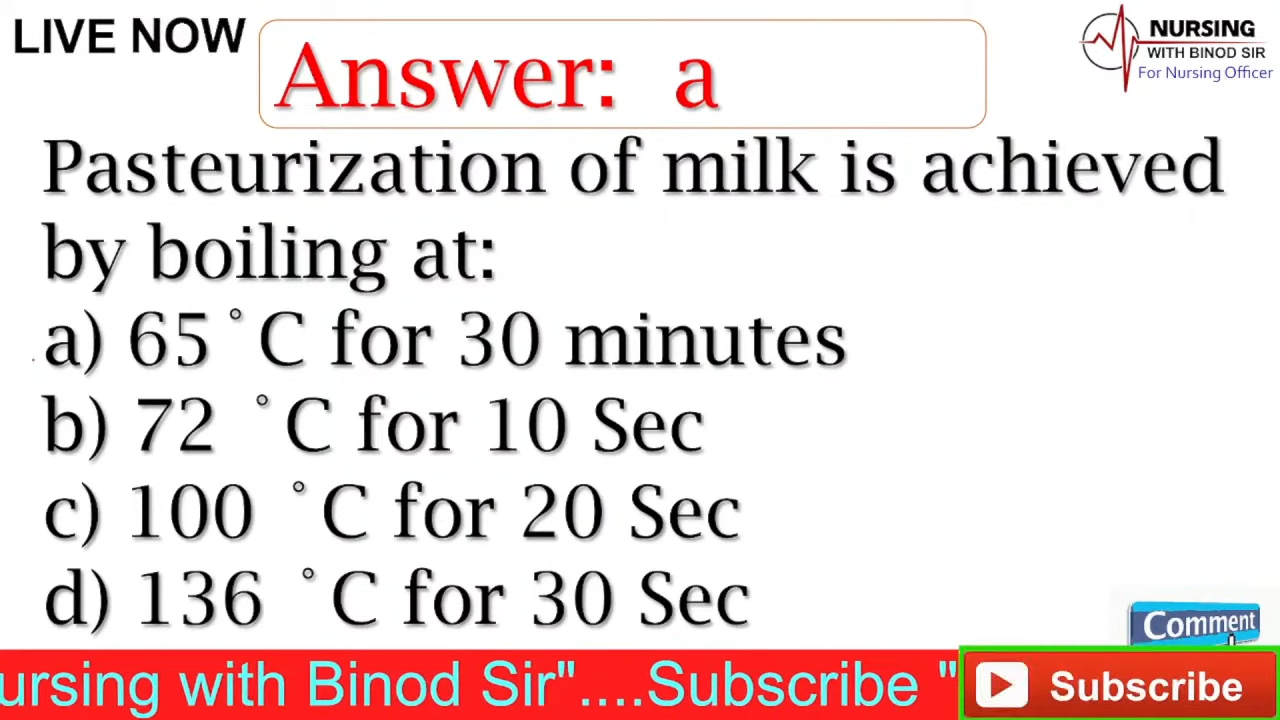 LIVE NOW
Answer: a
NURSING
WITH BINOD SIR
For Nursing Officer
Pasteurization of milk is achieved
by boiling at:
a) 65°C for 30 minutes
b) 72 °C for 10 Sec
c) 100 °C for 20 Sec
d) 136 °C for 30 Sec
Comment
ursing with Binod Sir"....Subscribe "
Subscribe